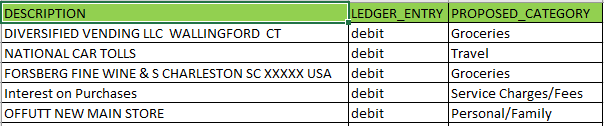 DESCRIPTION LEDGER_ENTRY PROPOSED_CATEGORY
DIVERSIFIED VENDING LLC  WALLINGFORD  CT debit Groceries
NATIONAL CAR TOLLS debit Travel
FORSBERG FINE WINE & S CHARLESTON SC XXXXX USA debit Groceries
Interest on Purchases debit Service Charges/Fees
OFFUTT NEW MAIN STORE debit Personal/Family